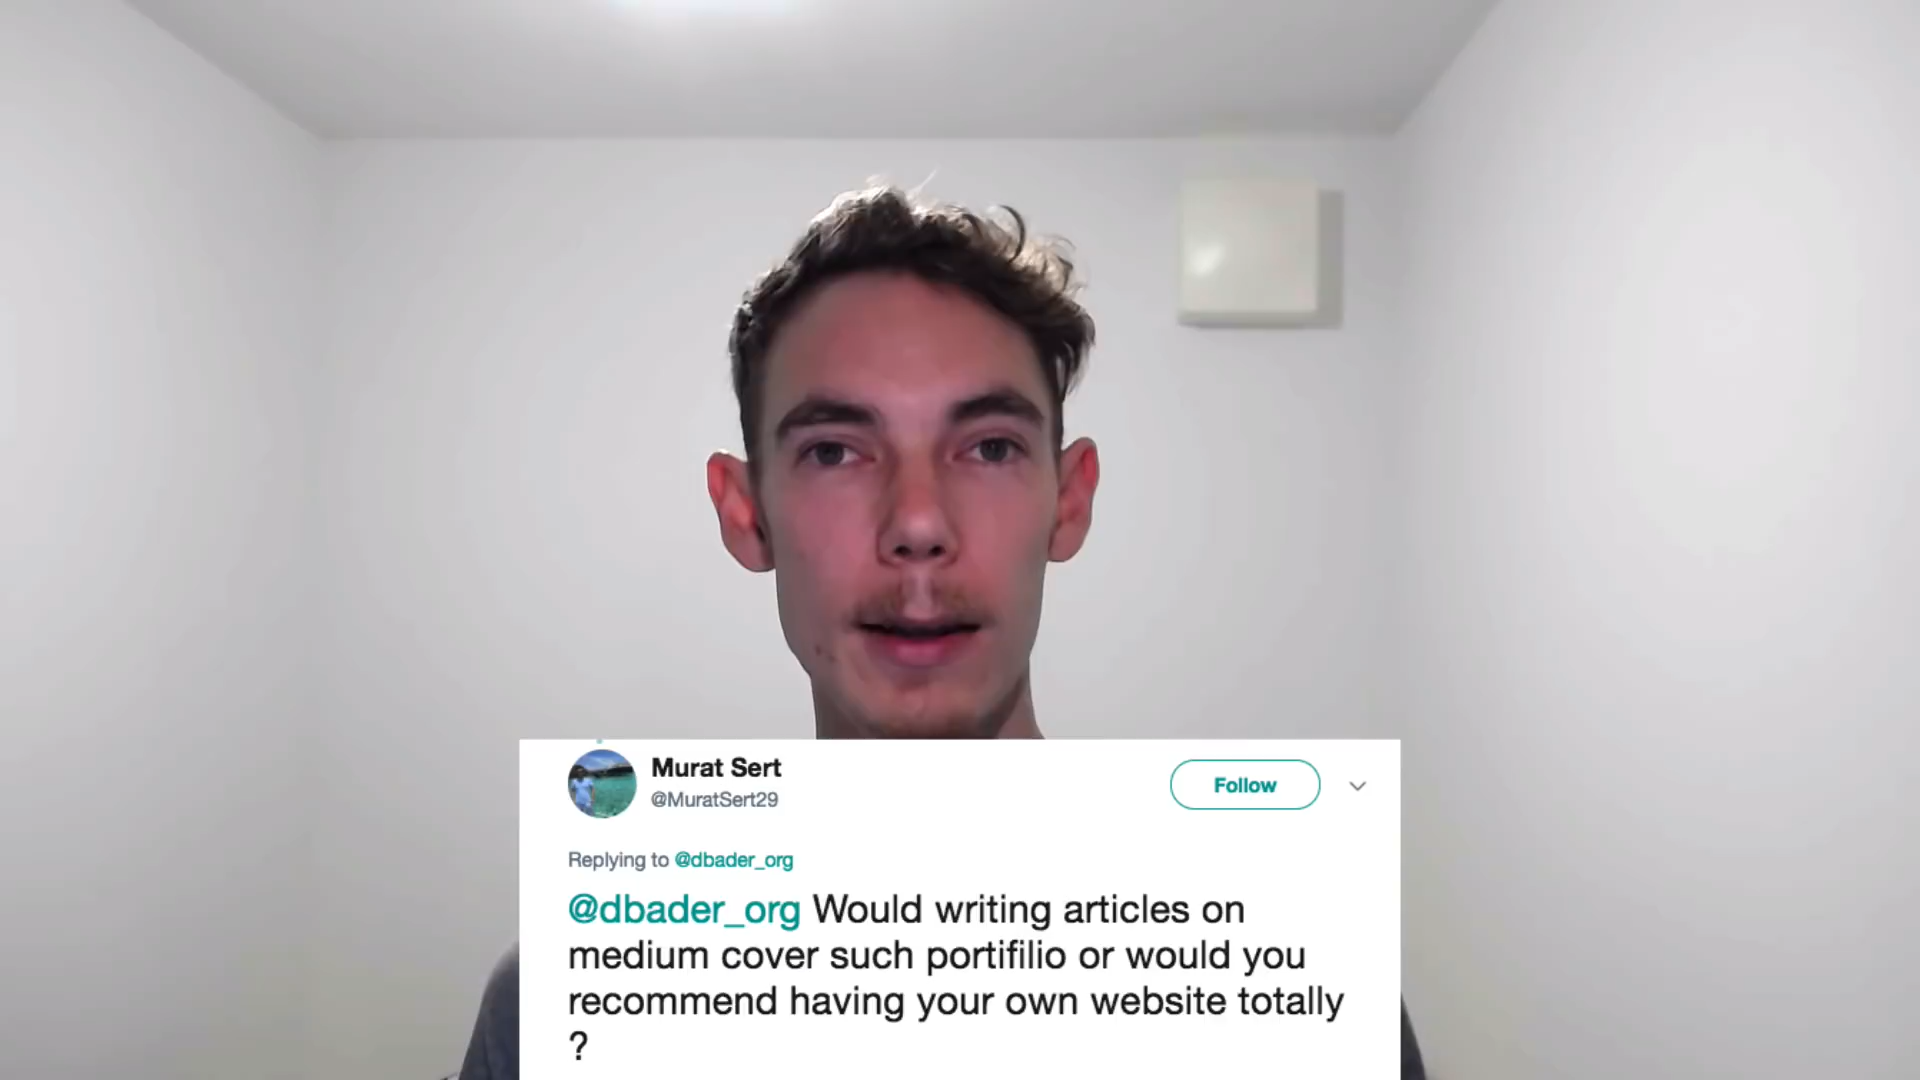 Murat Sert
@MuratSert29
Follow
Replying to @dbader_org
@dbader_org Would writing articles on
medium cover such portifilio or would you
recommend having your own website totally
?